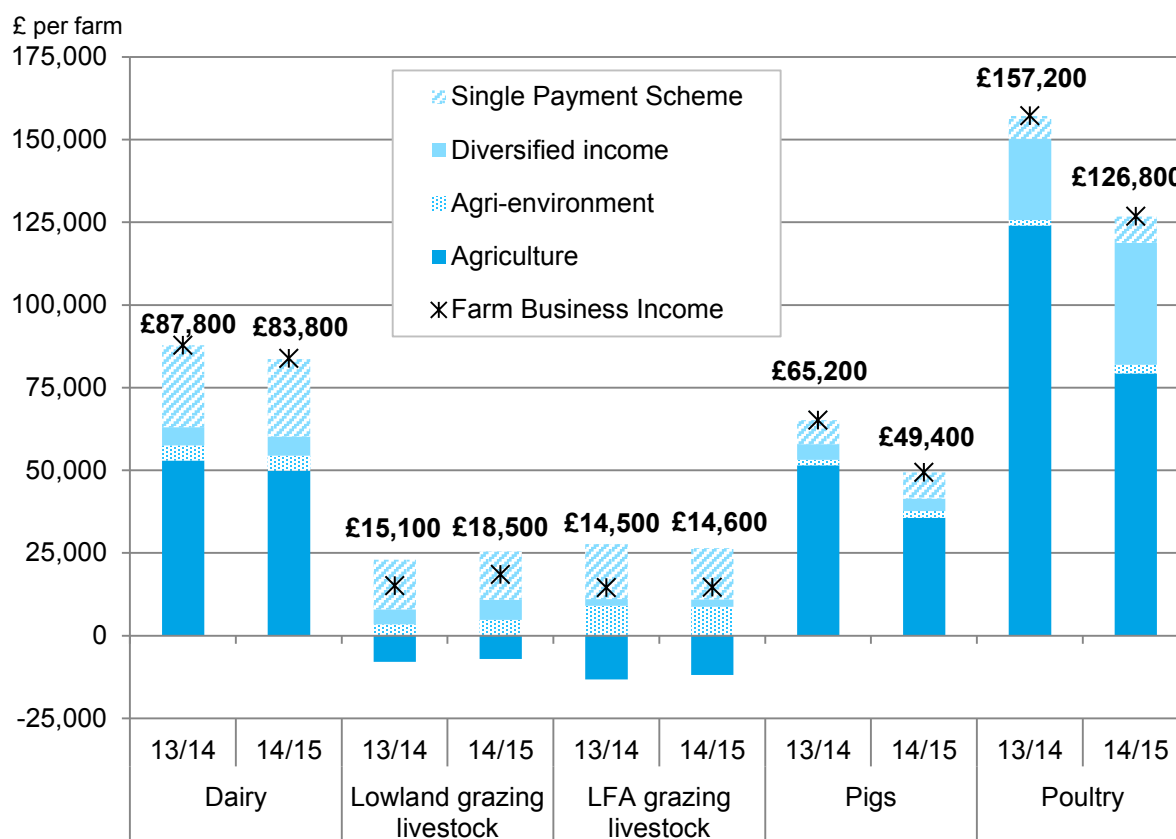 £ per farm
175,000
150,000
125,000
100,000
75,000
50,000
25,000
0
-25,000
Single Payment Scheme
Diversified income
Agri-environment
Agriculture
Farm Business Income
£87,800
£83,800
£15,100
£18,500
£14,500
£14,600
£65,200
£49,400
£157,200
£126,800
13/14 14/15 13/14 14/15 13/14 14/15 13/14 14/15 13/14 14/15
Dairy
Lowland grazing
livestock
LFA grazing
livestock
Pigs
Poultry